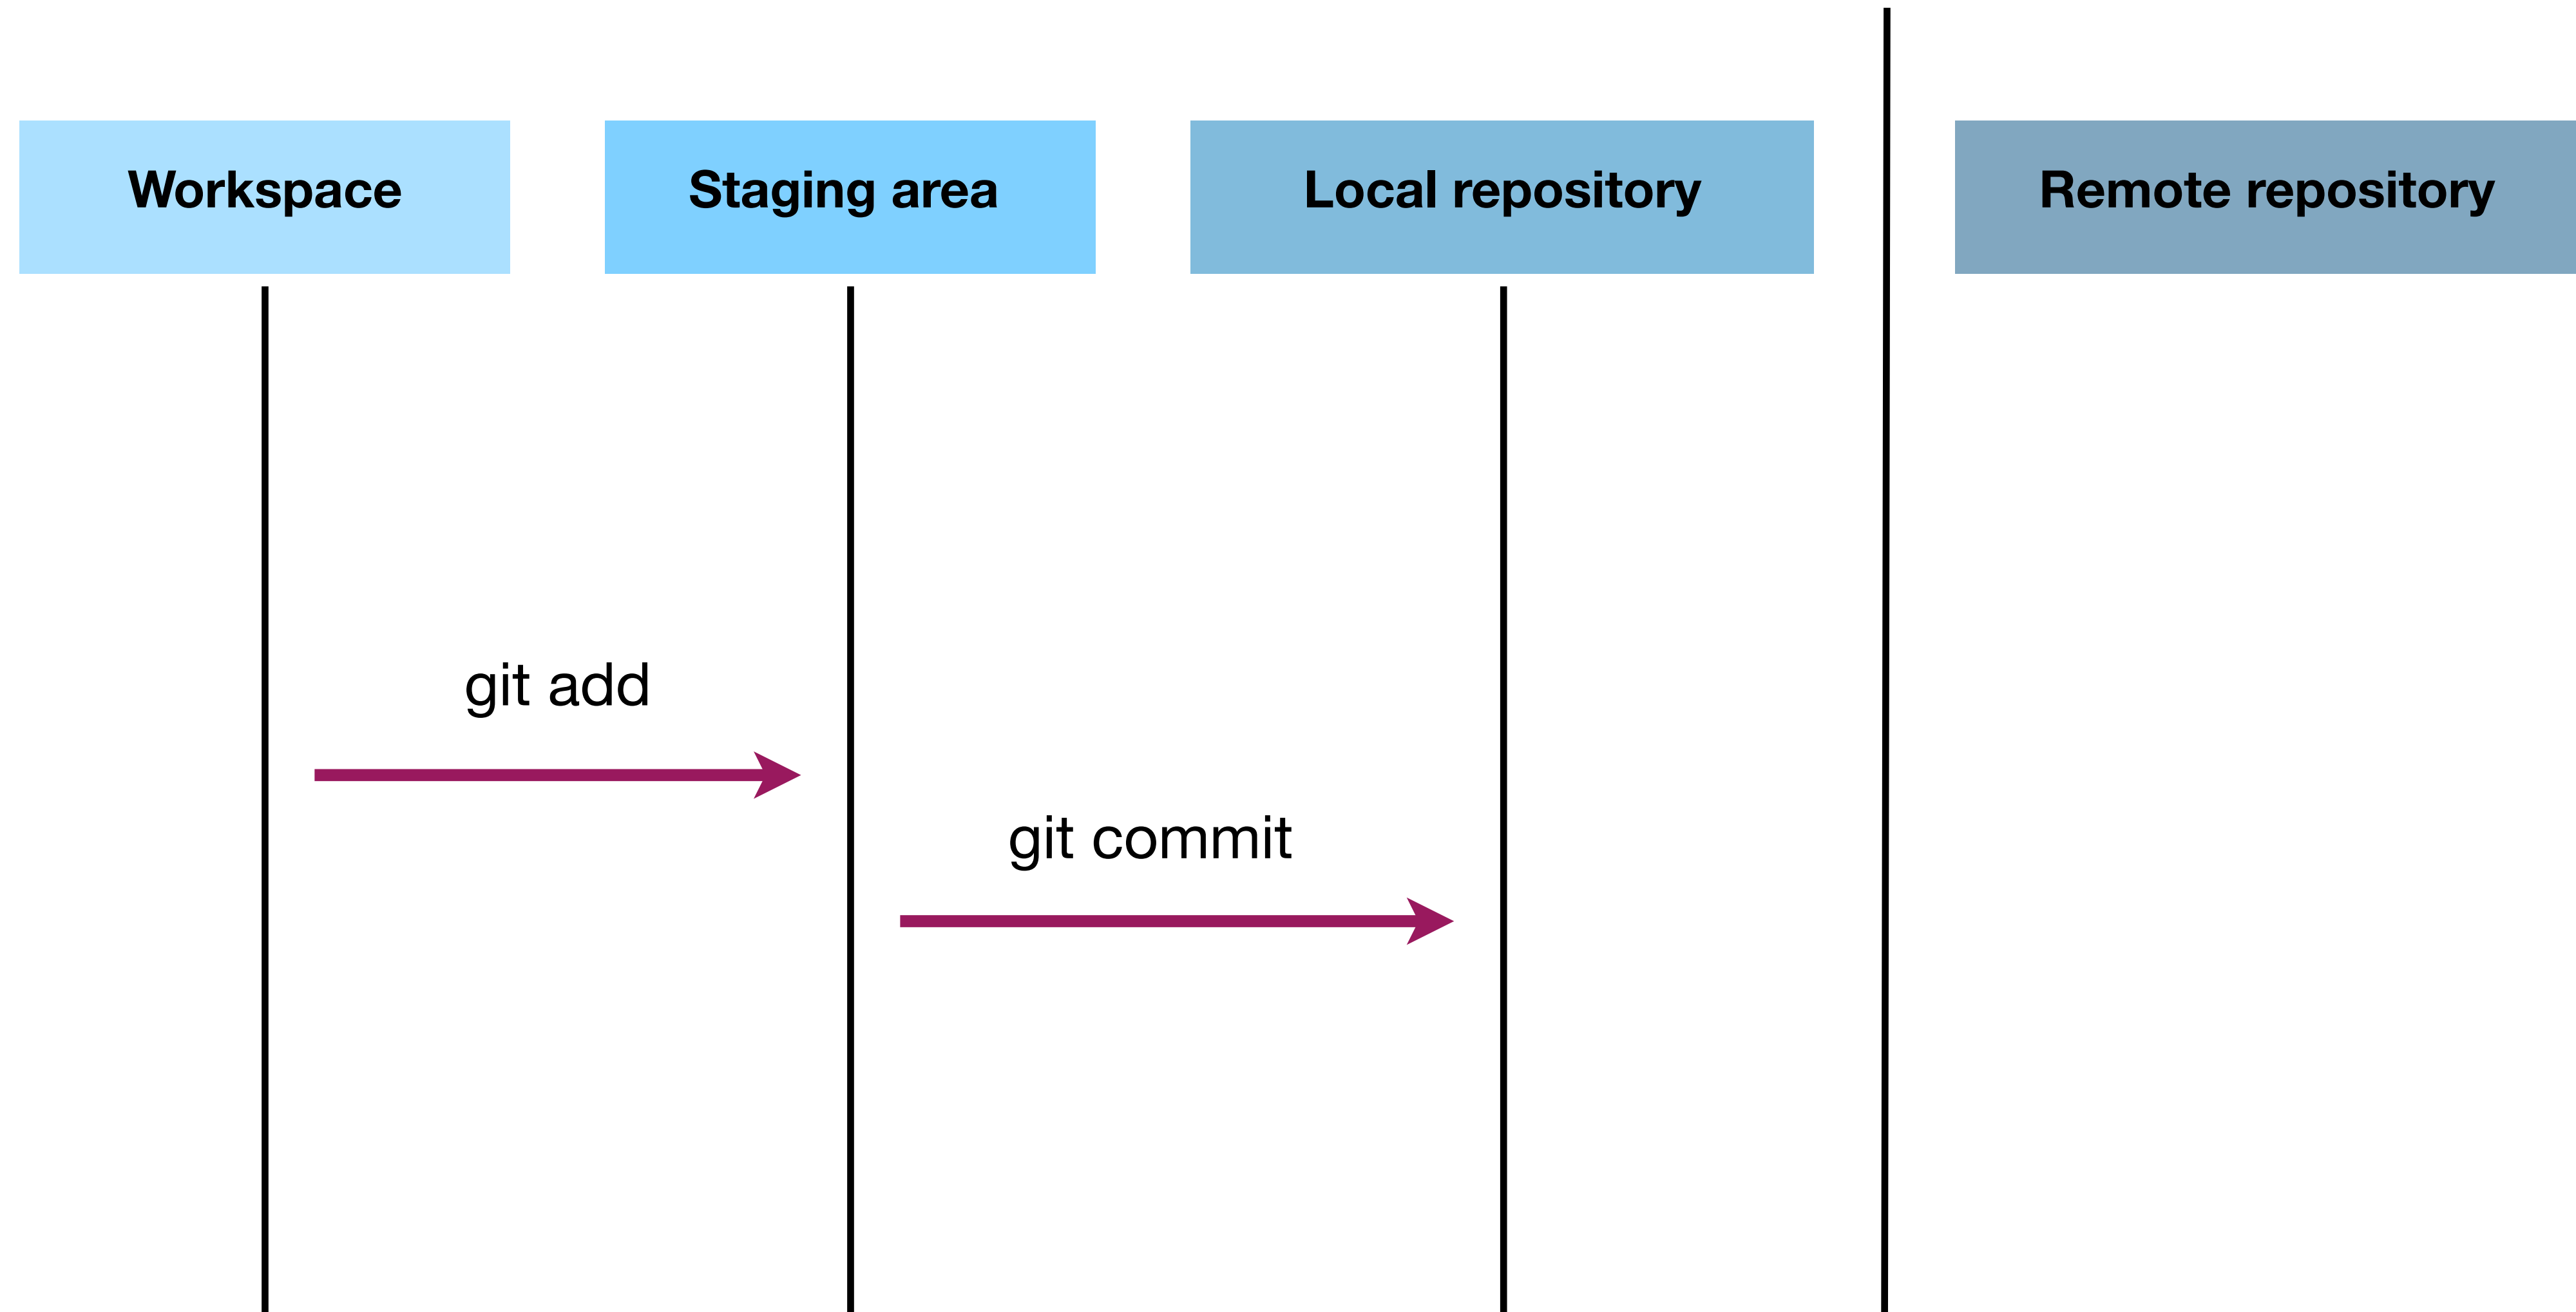 Workspace
Staging area
Local repository
Remote repository
git add
git commit